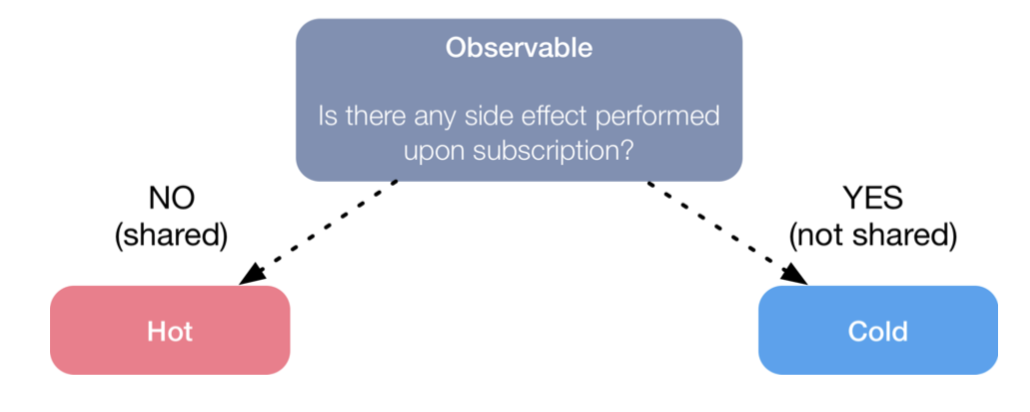 Observable
Is there any side effect performed
upon subscription?
NO
(shared)
YES
(not shared)
Hot
Cold